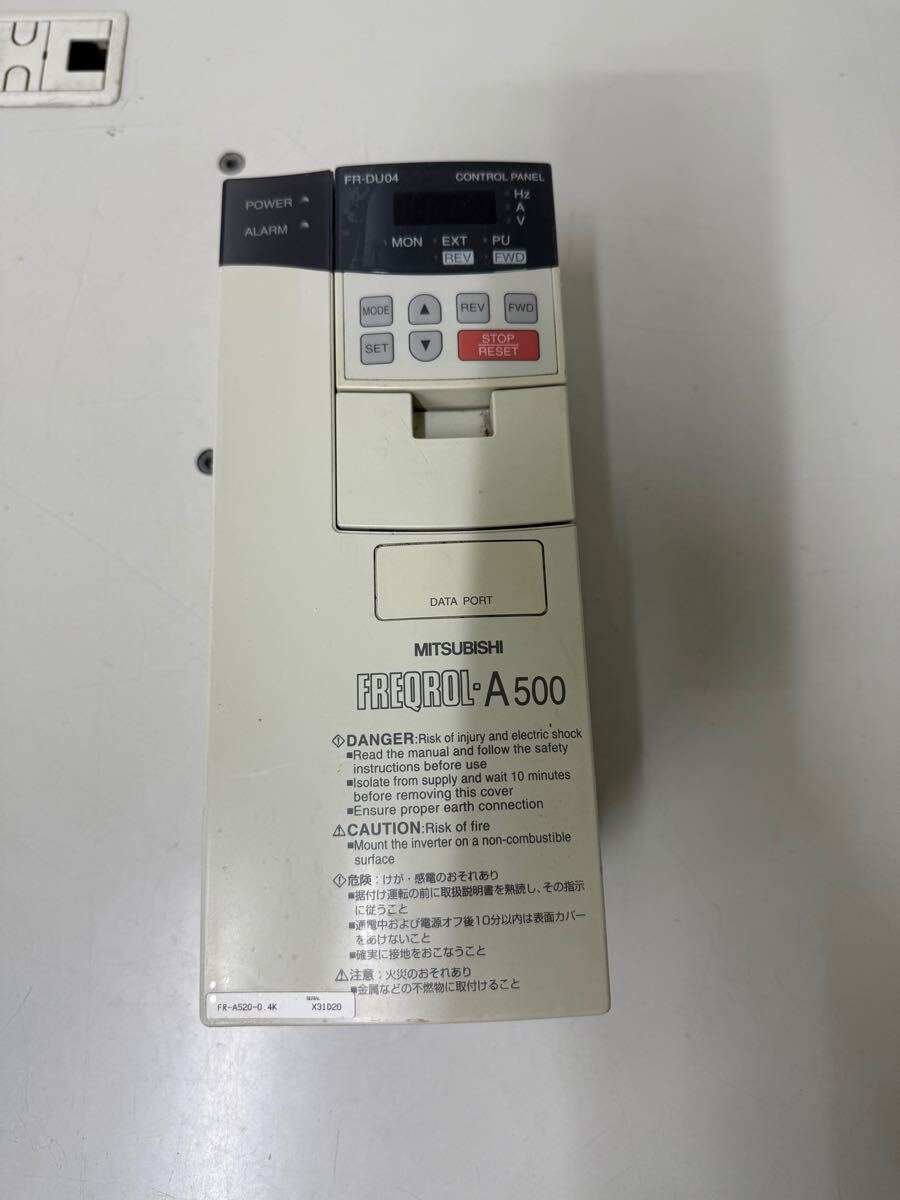 FR-DU04 CONTROL PANEL
POWER
ALARM
Hz
A
V
MON EXT PU
REV FWD
MODE ▲ REV FWD
SET ▼ STOP
RESET
DATA PORT
MITSUBISHI
FREQROL-A500
DANGER:Risk of injury and electric shock
■Read the manual and follow the safety
instructions before use
■Isolate from supply and wait 10 minutes
before removing this cover
■Ensure proper earth connection
CAUTION:Risk of fire
■Mount the inverter on a non-combustible
surface
危険;けが・感電のおそれあり
■据付け運転の前に取扱説明書を熟読し、その指示
に従うこと
■通電中および電源オフ後10分以内は表面カバー
をあけないこと
■確実に接地をおこなうこと
注意;火災のおそれあり
■金属などの不燃物に取付けること
SERIAL
FR-A520-0.4K X31D20